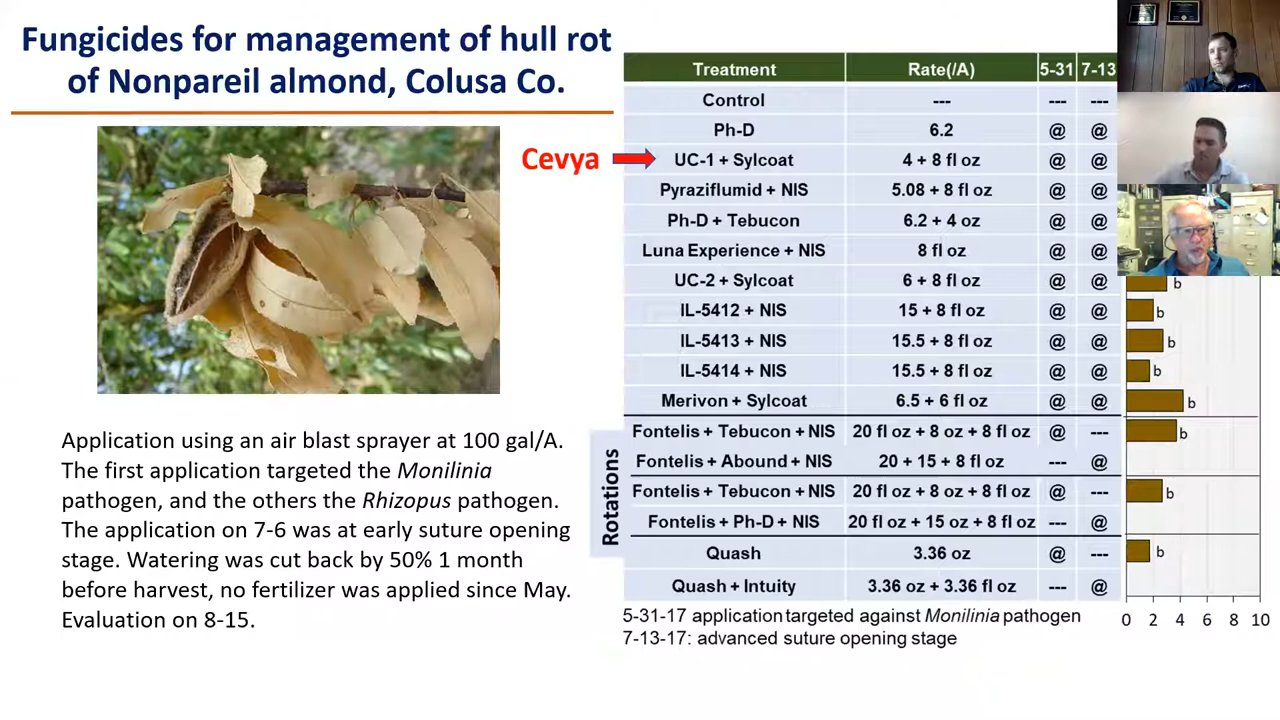 Fungicides for management of hull rot
of Nonpareil almond, Colusa Co.
Cevya
Treatment Rate(/A) 5-31 7-13
Control --- --- ---
Ph-D 6.2 @ @
UC-1 + Sylcoat 4 + 8 fl oz @ @
Pyraziflumid + NIS 5.08 + 8 fl oz @ @
Ph-D + Tebucon 6.2 + 4 oz @ @
Luna Experience + NIS 8 fl oz @ @
UC-2 + Sylcoat 6 + 8 fl oz @ @ b
IL-5412 + NIS 15 + 8 fl oz @ @ b
IL-5413 + NIS 15.5 + 8 fl oz @ @ b
IL-5414 + NIS 15.5 + 8 fl oz @ @ b
Merivon + Sylcoat 6.5 + 6 fl oz @ @ b
Rotations
Fontelis + Tebucon + NIS 20 fl oz + 8 oz + 8 fl oz @ --- b
Fontelis + Abound + NIS 20 + 15 + 8 fl oz --- @
Fontelis + Tebucon + NIS 20 fl oz + 8 oz + 8 fl oz @ --- b
Fontelis + Ph-D + NIS 20 fl oz + 15 oz + 8 fl oz --- @
Quash 3.36 oz @ --- b
Quash + Intuity 3.36 oz + 3.36 fl oz --- @
0 2 4 6 8 10
5-31-17 application targeted against Monilinia pathogen
7-13-17: advanced suture opening stage
Application using an air blast sprayer at 100 gal/A.
The first application targeted the Monilinia
pathogen, and the others the Rhizopus pathogen.
The application on 7-6 was at early suture opening
stage. Watering was cut back by 50% 1 month
before harvest, no fertilizer was applied since May.
Evaluation on 8-15.